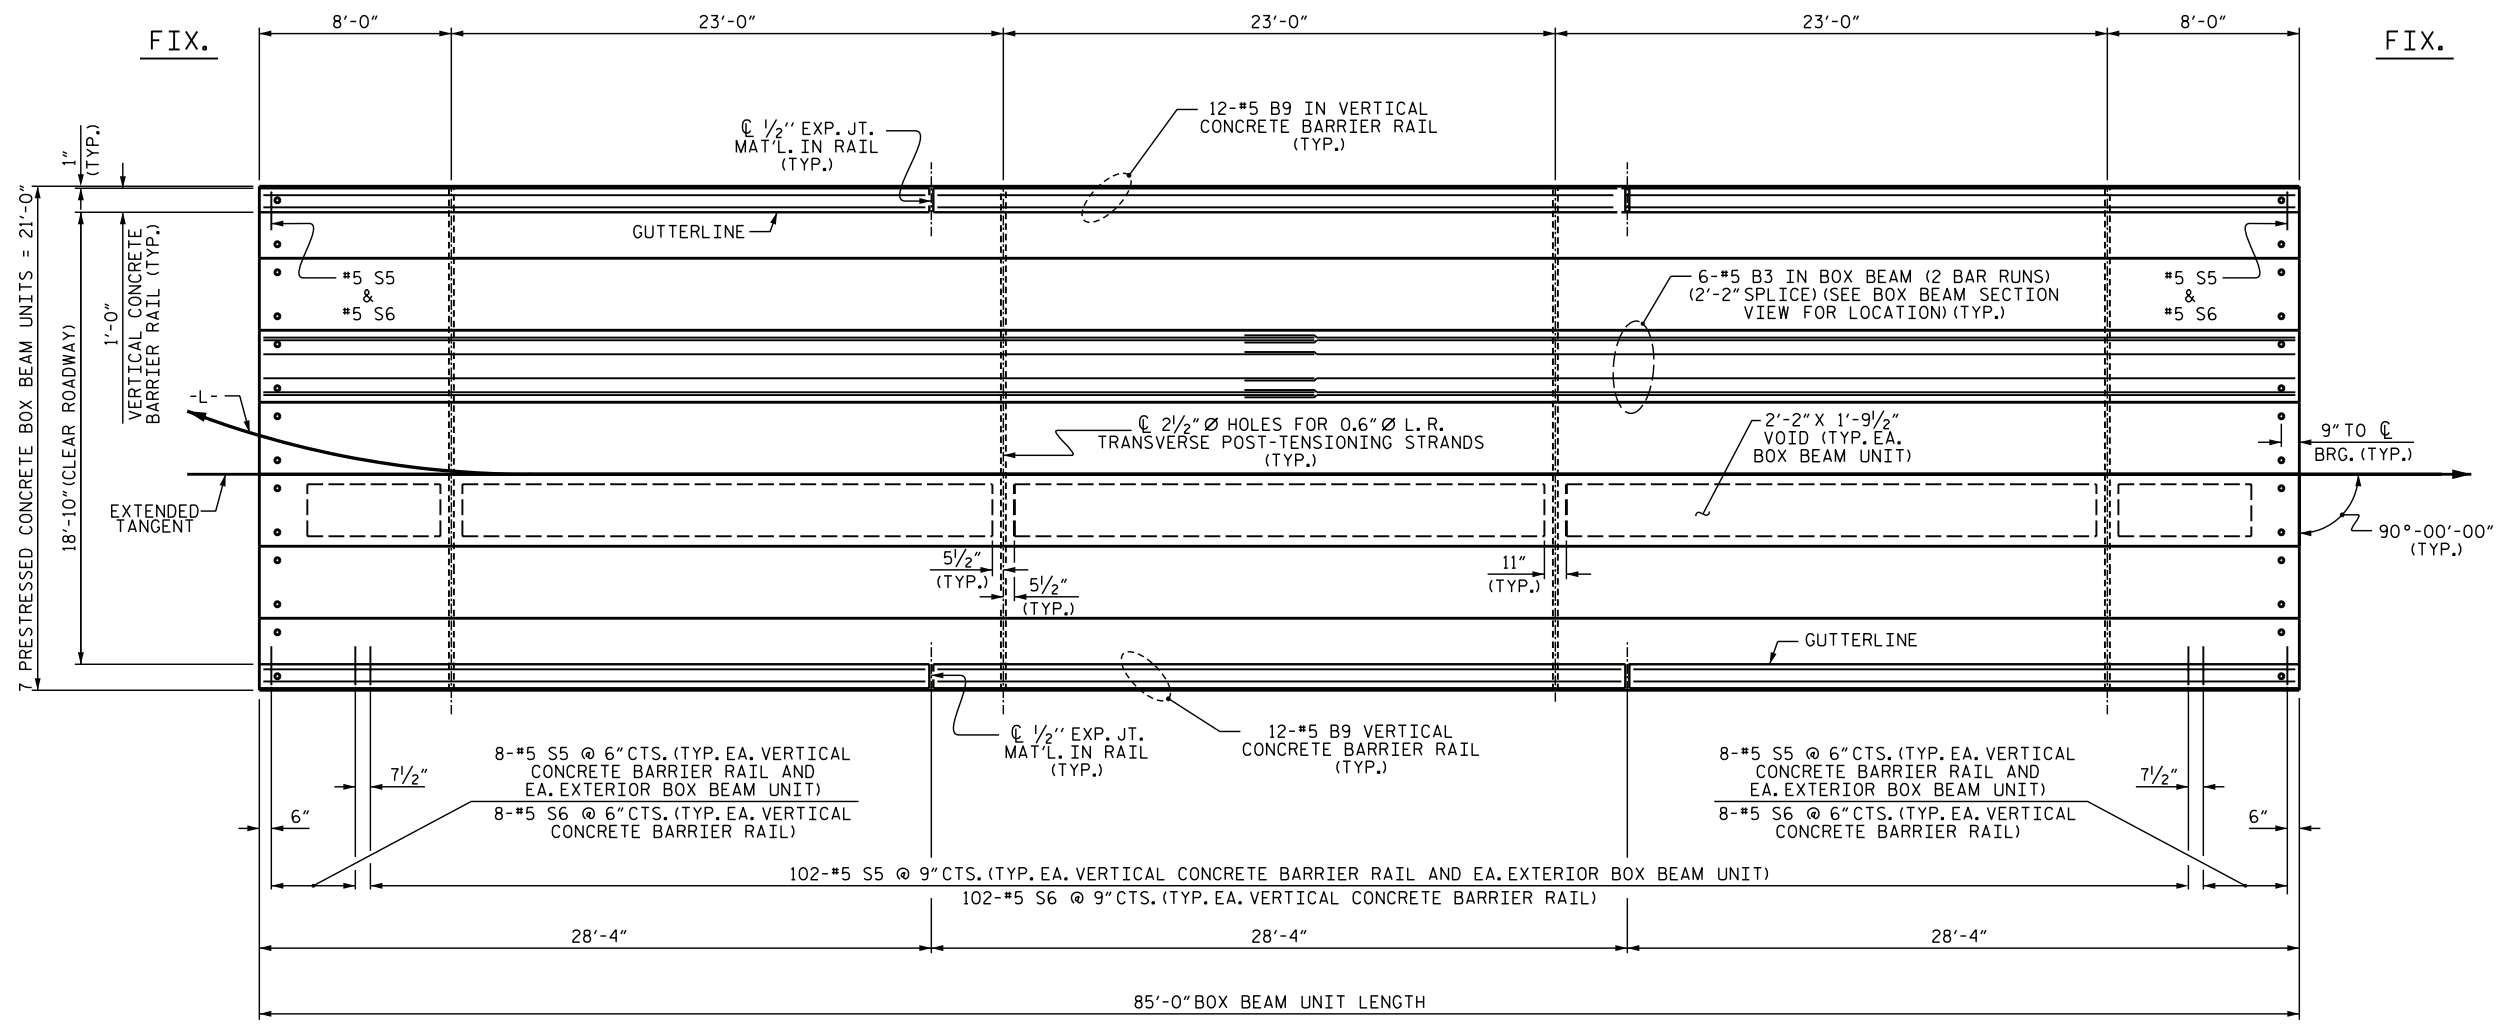 8'-0"
23'-0"
23'-0"
23'-0"
8'-0"
FIX.
FIX.
℄ 1/2'' EXP. JT.
MAT'L. IN RAIL
(TYP.)
12-#5 B9 IN VERTICAL
CONCRETE BARRIER RAIL
(TYP.)
1"
(TYP.)
GUTTERLINE
#5 S5
&
#5 S6
6-#5 B3 IN BOX BEAM (2 BAR RUNS)
(2'-2" SPLICE) (SEE BOX BEAM SECTION
VIEW FOR LOCATION) (TYP.)
#5 S5
&
#5 S6
7 PRESTRESSED CONCRETE BOX BEAM UNITS = 21'-0"
18'-10" (CLEAR ROADWAY)
1'-0"
VERTICAL CONCRETE
BARRIER RAIL (TYP.)
-L-
℄ 2 1/2" Ø HOLES FOR 0.6" Ø L.R.
TRANSVERSE POST-TENSIONING STRANDS
(TYP.)
2'-2" X 1'-9 1/2"
VOID (TYP. EA.
BOX BEAM UNIT)
9" TO ℄
BRG. (TYP.)
EXTENDED
TANGENT
90°-00'-00"
(TYP.)
5 1/2"
(TYP.)
5 1/2"
(TYP.)
11"
(TYP.)
GUTTERLINE
℄ 1/2'' EXP. JT.
MAT'L. IN RAIL
(TYP.)
12-#5 B9 VERTICAL
CONCRETE BARRIER RAIL
(TYP.)
8-#5 S5 @ 6" CTS. (TYP. EA. VERTICAL
CONCRETE BARRIER RAIL AND
EA. EXTERIOR BOX BEAM UNIT)
8-#5 S6 @ 6" CTS. (TYP. EA. VERTICAL
CONCRETE BARRIER RAIL)
7 1/2"
6"
8-#5 S5 @ 6" CTS. (TYP. EA. VERTICAL
CONCRETE BARRIER RAIL AND
EA. EXTERIOR BOX BEAM UNIT)
8-#5 S6 @ 6" CTS. (TYP. EA. VERTICAL
CONCRETE BARRIER RAIL)
7 1/2"
6"
102-#5 S5 @ 9" CTS. (TYP. EA. VERTICAL CONCRETE BARRIER RAIL AND EA. EXTERIOR BOX BEAM UNIT)
102-#5 S6 @ 9" CTS. (TYP. EA. VERTICAL CONCRETE BARRIER RAIL)
28'-4"
28'-4"
28'-4"
85'-0" BOX BEAM UNIT LENGTH